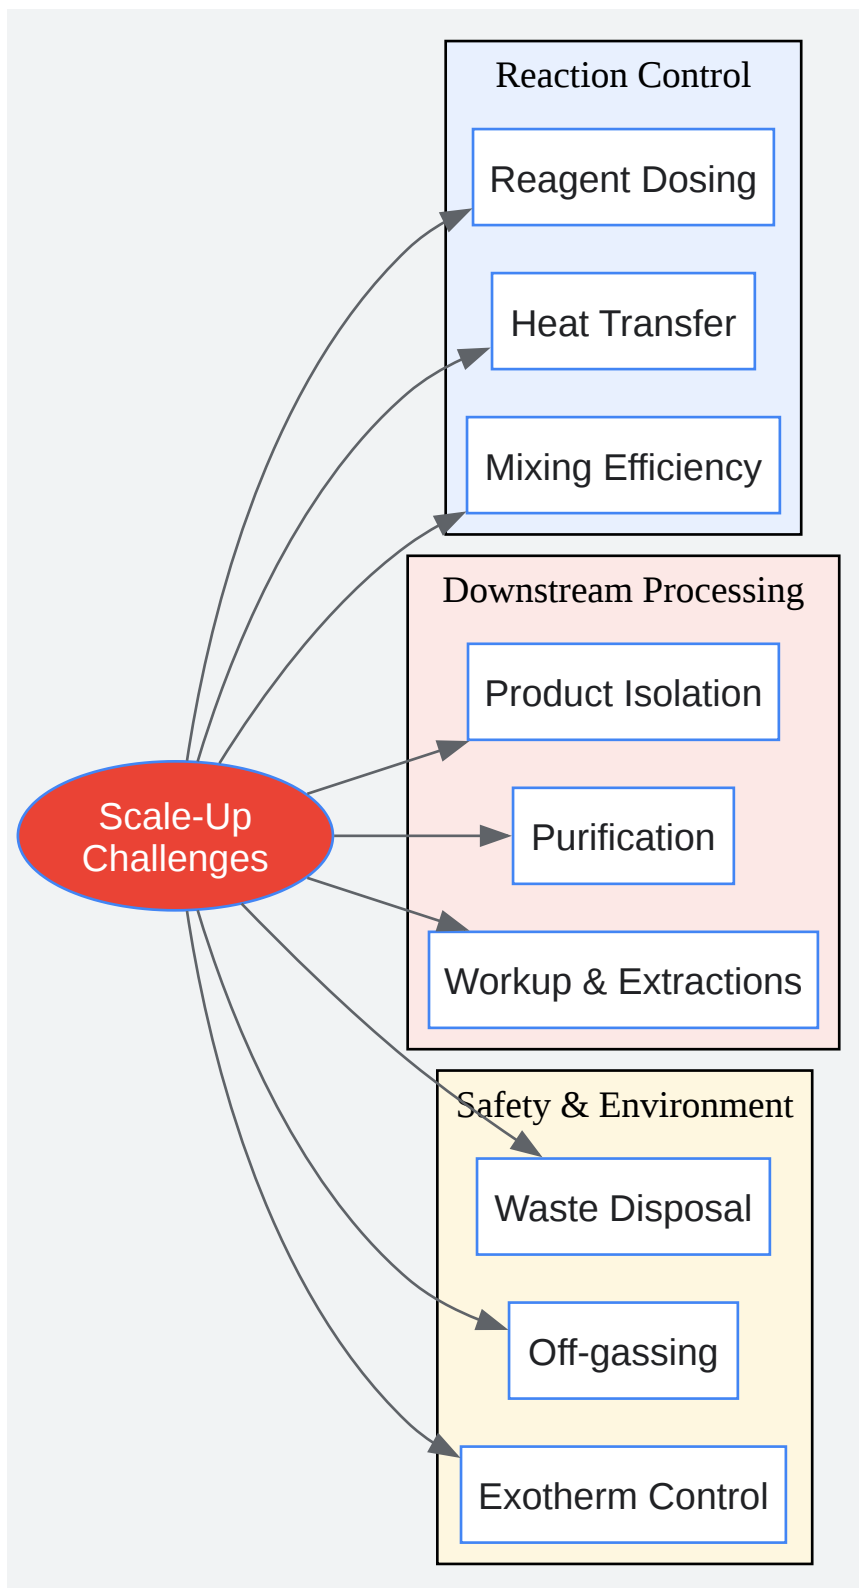 Reaction Control
Reagent Dosing
Heat Transfer
Mixing Efficiency
Downstream Processing
Product Isolation
Scale-Up
Challenges
Purification
Workup & Extractions
Safety & Environment
Waste Disposal
Off-gassing
Exotherm Control